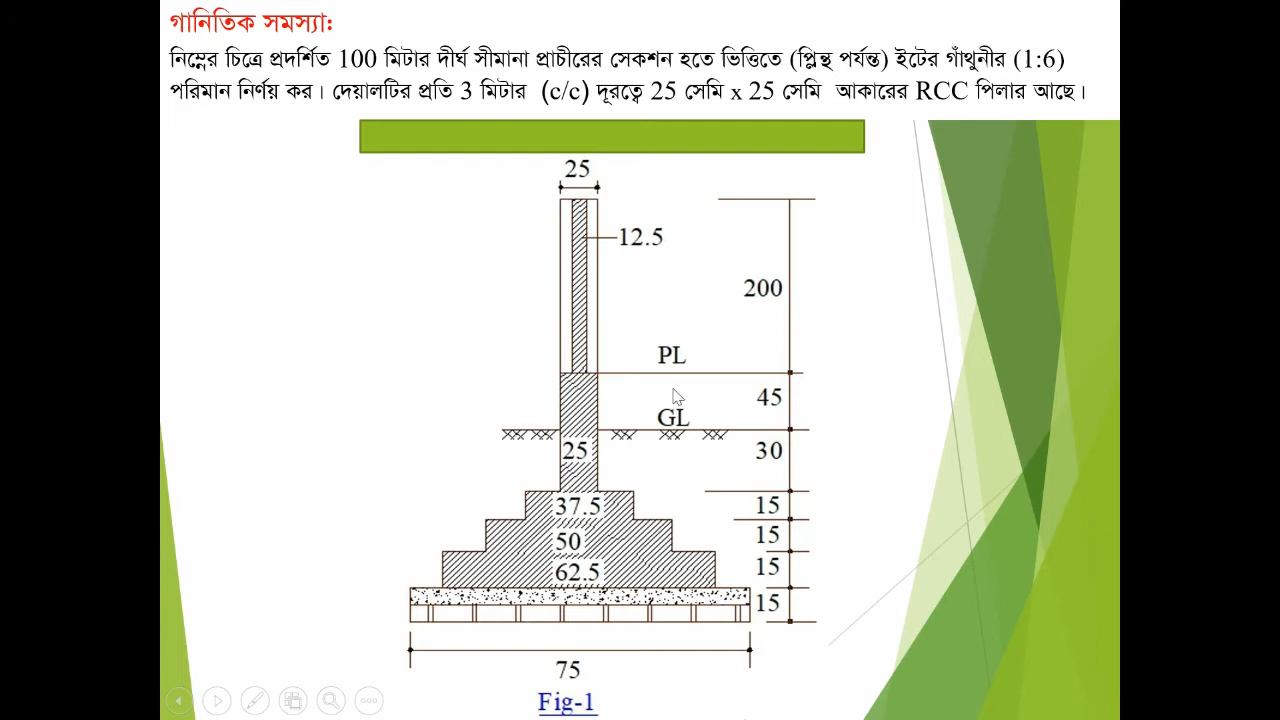 গানিতিক সমস্যা:
নিম্নের চিত্রে প্রদর্শিত 100 মিটার দীর্ঘ সীমানা প্রাচীরের সেকশন হতে ভিত্তিতে (প্লিন্থ পর্যন্ত) ইটের গাঁথুনীর (1:6)
পরিমান নির্ণয় কর। দেয়ালটির প্রতি 3 মিটার (c/c) দূরত্বে 25 সেমি x 25 সেমি আকারের RCC পিলার আছে।
25
12.5
200
PL
45
GL
25
30
37.5
15
50
15
62.5
15
15
75
Fig-1